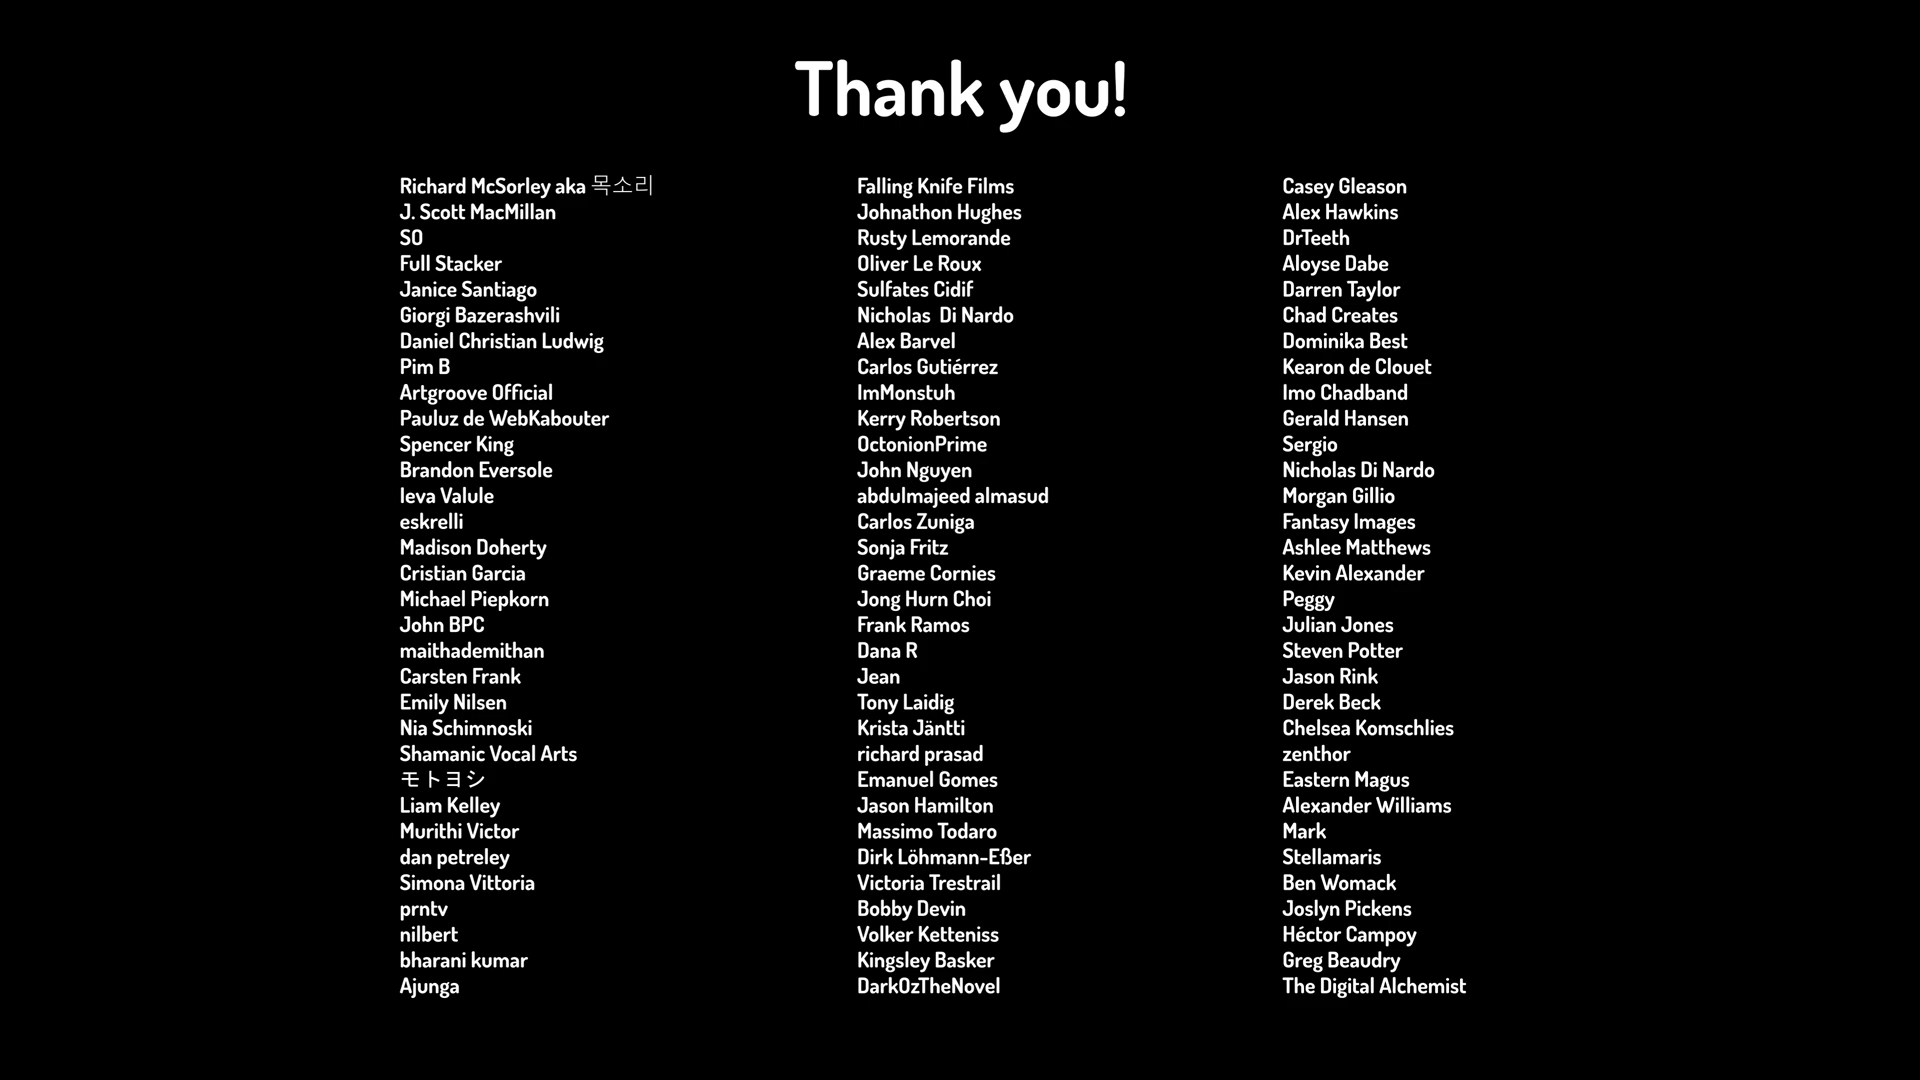 Thank you!
Richard McSorley aka 목소리
J. Scott MacMillan
SO
Full Stacker
Janice Santiago
Giorgi Bazerashvili
Daniel Christian Ludwig
Pim B
Artgroove Official
Pauluz de WebKabouter
Spencer King
Brandon Eversole
Ieva Valule
eskrelli
Madison Doherty
Cristian Garcia
Michael Piepkorn
John BPC
maithademithan
Carsten Frank
Emily Nilsen
Nia Schimnoski
Shamanic Vocal Arts
モトヨシ
Liam Kelley
Murithi Victor
dan petreley
Simona Vittoria
prntv
nilbert
bharani kumar
Ajunga
Falling Knife Films
Johnathon Hughes
Rusty Lemorande
Oliver Le Roux
Sulfates Cidif
Nicholas  Di Nardo
Alex Barvel
Carlos Gutiérrez
ImMonstuh
Kerry Robertson
OctonionPrime
John Nguyen
abdulmajeed almasud
Carlos Zuniga
Sonja Fritz
Graeme Cornies
Jong Hurn Choi
Frank Ramos
Dana R
Jean
Tony Laidig
Krista Jäntti
richard prasad
Emanuel Gomes
Jason Hamilton
Massimo Todaro
Dirk Löhmann-Eßer
Victoria Trestrail
Bobby Devin
Volker Ketteniss
Kingsley Basker
DarkOzTheNovel
Casey Gleason
Alex Hawkins
DrTeeth
Aloyse Dabe
Darren Taylor
Chad Creates
Dominika Best
Kearon de Clouet
Imo Chadband
Gerald Hansen
Sergio
Nicholas Di Nardo
Morgan Gillio
Fantasy Images
Ashlee Matthews
Kevin Alexander
Peggy
Julian Jones
Steven Potter
Jason Rink
Derek Beck
Chelsea Komschlies
zenthor
Eastern Magus
Alexander Williams
Mark
Stellamaris
Ben Womack
Joslyn Pickens
Héctor Campoy
Greg Beaudry
The Digital Alchemist